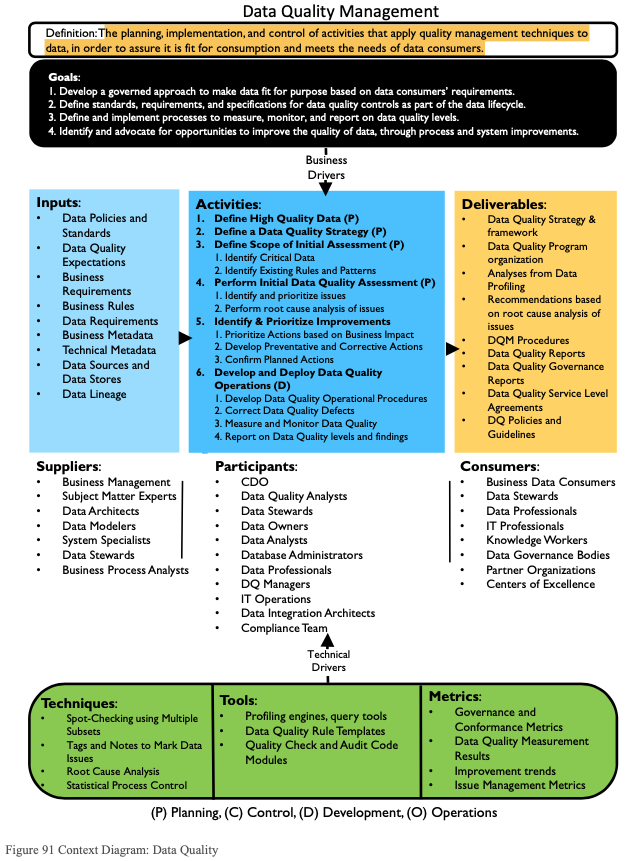 Data Quality Management
Definition: The planning, implementation, and control of activities that apply quality management techniques to
data, in order to assure it is fit for consumption and meets the needs of data consumers.
Goals:
1. Develop a governed approach to make data fit for purpose based on data consumers' requirements.
2. Define standards, requirements, and specifications for data quality controls as part of the data lifecycle.
3. Define and implement processes to measure, monitor, and report on data quality levels.
4. Identify and advocate for opportunities to improve the quality of data, through process and system improvements.
Business
Drivers
Inputs:
• Data Policies and
Standards
• Data Quality
Expectations
• Business
Requirements
• Business Rules
• Data Requirements
• Business Metadata
• Technical Metadata
• Data Sources and
Data Stores
• Data Lineage
Activities:
1. Define High Quality Data (P)
2. Define a Data Quality Strategy (P)
3. Define Scope of Initial Assessment (P)
1. Identify Critical Data
2. Identify Existing Rules and Patterns
4. Perform Initial Data Quality Assessment (P)
1. Identify and prioritize issues
2. Perform root cause analysis of issues
5. Identify & Prioritize Improvements
1. Prioritize Actions based on Business Impact
2. Develop Preventative and Corrective Actions
3. Confirm Planned Actions
6. Develop and Deploy Data Quality
Operations (D)
1. Develop Data Quality Operational Procedures
2. Correct Data Quality Defects
3. Measure and Monitor Data Quality
4. Report on Data Quality levels and findings
Deliverables:
• Data Quality Strategy &
framework
• Data Quality Program
organization
• Analyses from Data
Profiling
• Recommendations based
on root cause analysis of
issues
• DQM Procedures
• Data Quality Reports
• Data Quality Governance
Reports
• Data Quality Service Level
Agreements
• DQ Policies and
Guidelines
Suppliers:
• Business Management
• Subject Matter Experts
• Data Architects
• Data Modelers
• System Specialists
• Data Stewards
• Business Process Analysts
Participants:
• CDO
• Data Quality Analysts
• Data Stewards
• Data Owners
• Data Analysts
• Database Administrators
• Data Professionals
• DQ Managers
• IT Operations
• Data Integration Architects
• Compliance Team
Consumers:
• Business Data Consumers
• Data Stewards
• Data Professionals
• IT Professionals
• Knowledge Workers
• Data Governance Bodies
• Partner Organizations
• Centers of Excellence
Technical
Drivers
Techniques:
• Spot-Checking using Multiple
Subsets
• Tags and Notes to Mark Data
Issues
• Root Cause Analysis
• Statistical Process Control
Tools:
• Profiling engines, query tools
• Data Quality Rule Templates
• Quality Check and Audit Code
Modules
Metrics:
• Governance and
Conformance Metrics
• Data Quality Measurement
Results
• Improvement trends
• Issue Management Metrics
(P) Planning, (C) Control, (D) Development, (O) Operations
Figure 91 Context Diagram: Data Quality